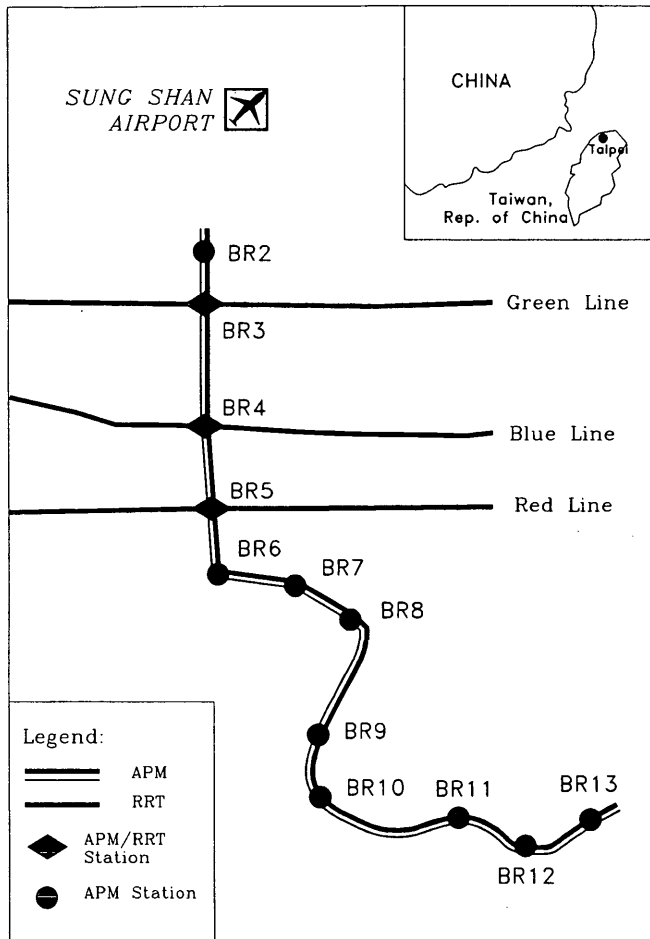 SUNG SHAN
AIRPORT
CHINA
Taipei
Taiwan,
Rep. of China
BR2
Green Line
BR3
BR4
Blue Line
BR5
Red Line
BR6
BR7
BR8
BR9
BR10
BR11
BR13
BR12
Legend:
APM
RRT
APM/RRT
Station
APM Station